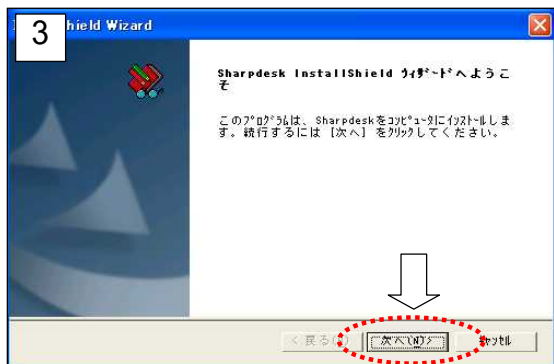 3
hield Wizard
Sharpdesk InstallShield ｳｨｻﾞｰﾄﾞへようこ
そ
このﾌﾟﾛｸﾞﾗﾑは、Sharpdeskをｺﾝﾋﾟｭｰﾀにｲﾝｽﾄｰﾙしま
す。続行するには [次へ] をｸﾘｯｸしてください。
< 戻る 次へ(N)> ｷｬﾝｾﾙ